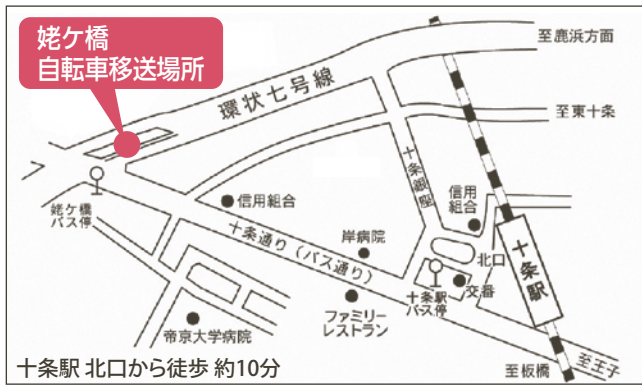 姥ケ橋
自転車移送場所
環状七号線
至鹿浜方面
至東十条
十条銀座
信用
組合
北口
十条駅
姥ケ橋
バス停
信用組合
十条通り(バス通り)
岸病院
十条駅
バス停
交番
ファミリー
レストラン
帝京大学病院
至王子
至板橋
十条駅 北口から徒歩 約10分